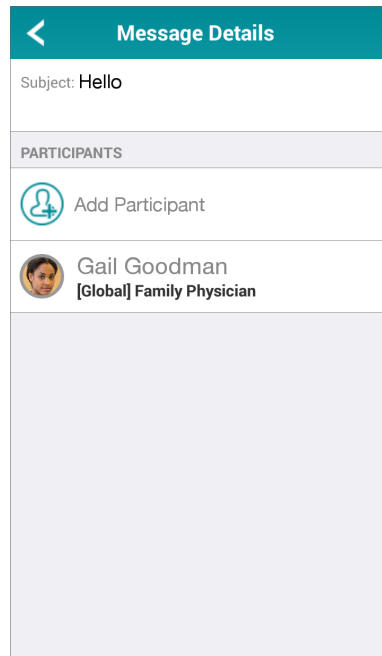 Message Details
Subject: Hello
PARTICIPANTS
Add Participant
Gail Goodman
[Global] Family Physician